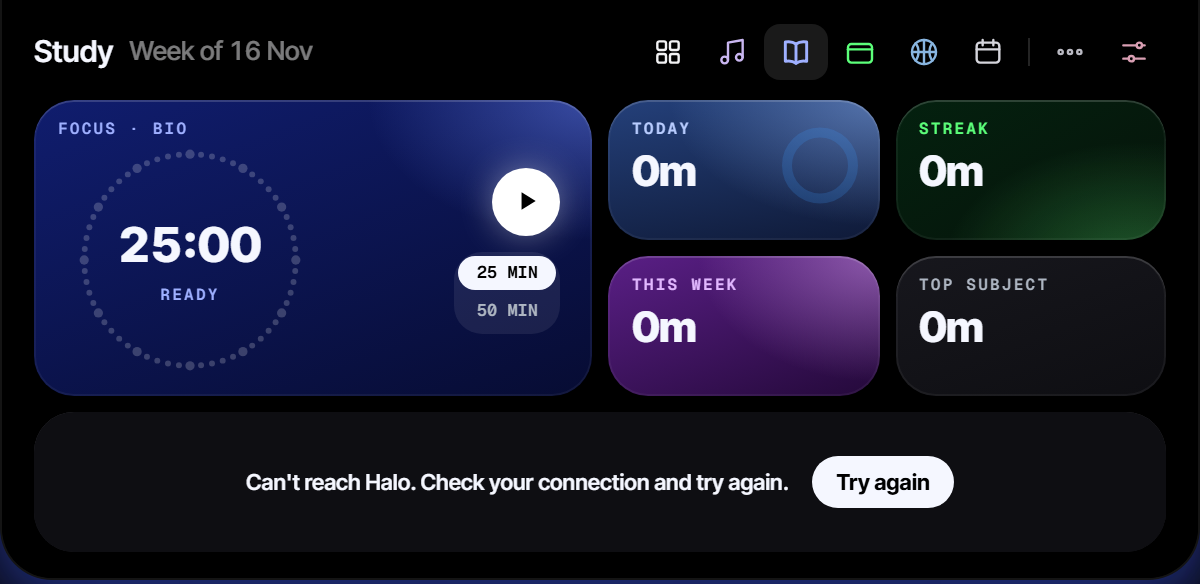 Study Week of 16 Nov
FOCUS · BIO
25:00
READY
25 MIN
50 MIN
TODAY
0m
STREAK
0m
THIS WEEK
0m
TOP SUBJECT
0m
Can't reach Halo. Check your connection and try again.
Try again